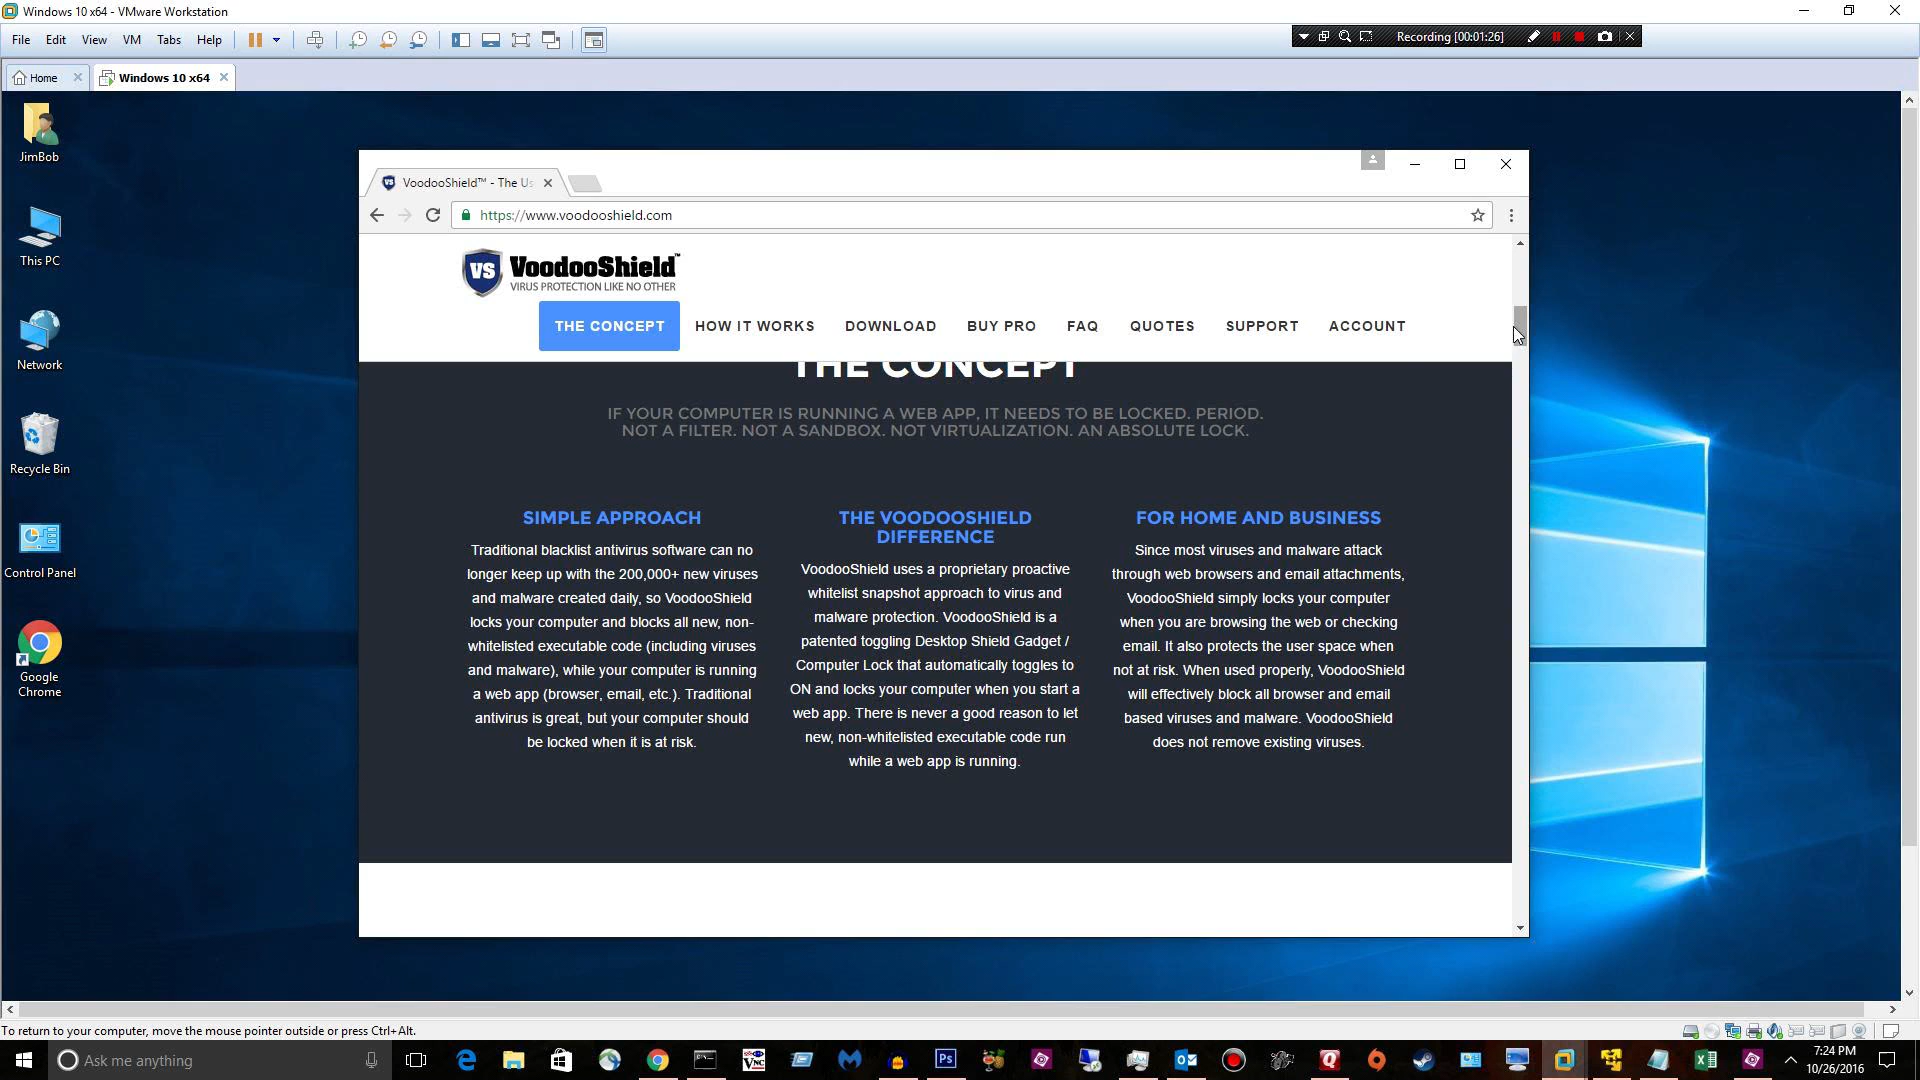 Windows 10 x64 - VMware Workstation
File Edit View VM Tabs Help
Recording [00:01:26]
Home
Windows 10 x64
JimBob
This PC
Network
Recycle Bin
Control Panel
Google
Chrome
VoodooShield™ - The Us
https://www.voodooshield.com
VS VoodooShield™
VIRUS PROTECTION LIKE NO OTHER
THE CONCEPT HOW IT WORKS DOWNLOAD BUY PRO FAQ QUOTES SUPPORT ACCOUNT
THE CONCEPT
IF YOUR COMPUTER IS RUNNING A WEB APP, IT NEEDS TO BE LOCKED. PERIOD.
NOT A FILTER. NOT A SANDBOX. NOT VIRTUALIZATION. AN ABSOLUTE LOCK.
SIMPLE APPROACH
Traditional blacklist antivirus software can no
longer keep up with the 200,000+ new viruses
and malware created daily, so VoodooShield
locks your computer and blocks all new, non-
whitelisted executable code (including viruses
and malware), while your computer is running
a web app (browser, email, etc.). Traditional
antivirus is great, but your computer should
be locked when it is at risk.
THE VOODOOSHIELD
DIFFERENCE
VoodooShield uses a proprietary proactive
whitelist snapshot approach to virus and
malware protection. VoodooShield is a
patented toggling Desktop Shield Gadget /
Computer Lock that automatically toggles to
ON and locks your computer when you start a
web app. There is never a good reason to let
new, non-whitelisted executable code run
while a web app is running.
FOR HOME AND BUSINESS
Since most viruses and malware attack
through web browsers and email attachments,
VoodooShield simply locks your computer
when you are browsing the web or checking
email. It also protects the user space when
not at risk. When used properly, VoodooShield
will effectively block all browser and email
based viruses and malware. VoodooShield
does not remove existing viruses.
To return to your computer, move the mouse pointer outside or press Ctrl+Alt.
Ask me anything
Ps
7:24 PM
10/26/2016